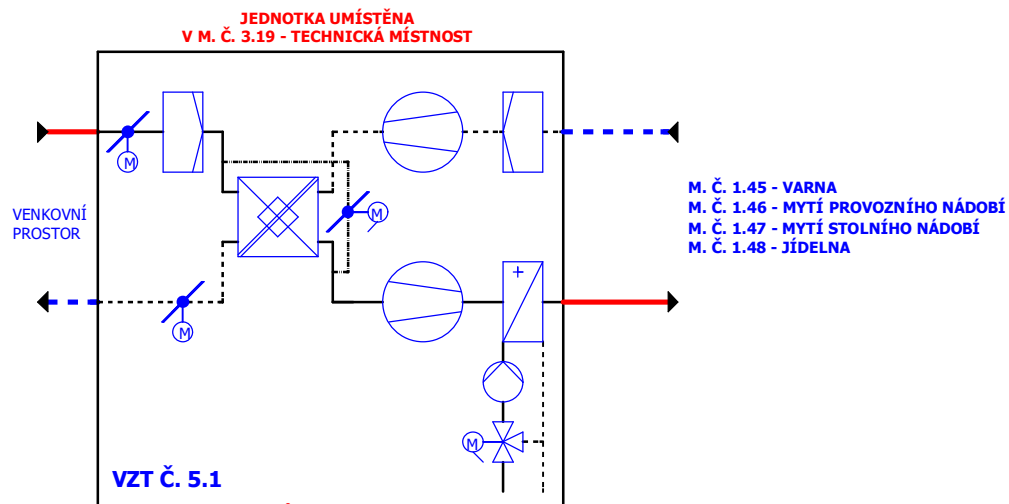 JEDNOTKA UMÍSTĚNA
V M. Č. 3.19 - TECHNICKÁ MÍSTNOST
M
M
VENKOVNÍ
PROSTOR
M. Č. 1.45 - VARNA
M. Č. 1.46 - MYTÍ PROVOZNÍHO NÁDOBÍ
M. Č. 1.47 - MYTÍ STOLNÍHO NÁDOBÍ
M. Č. 1.48 - JÍDELNA
+
M
M
VZT Č. 5.1